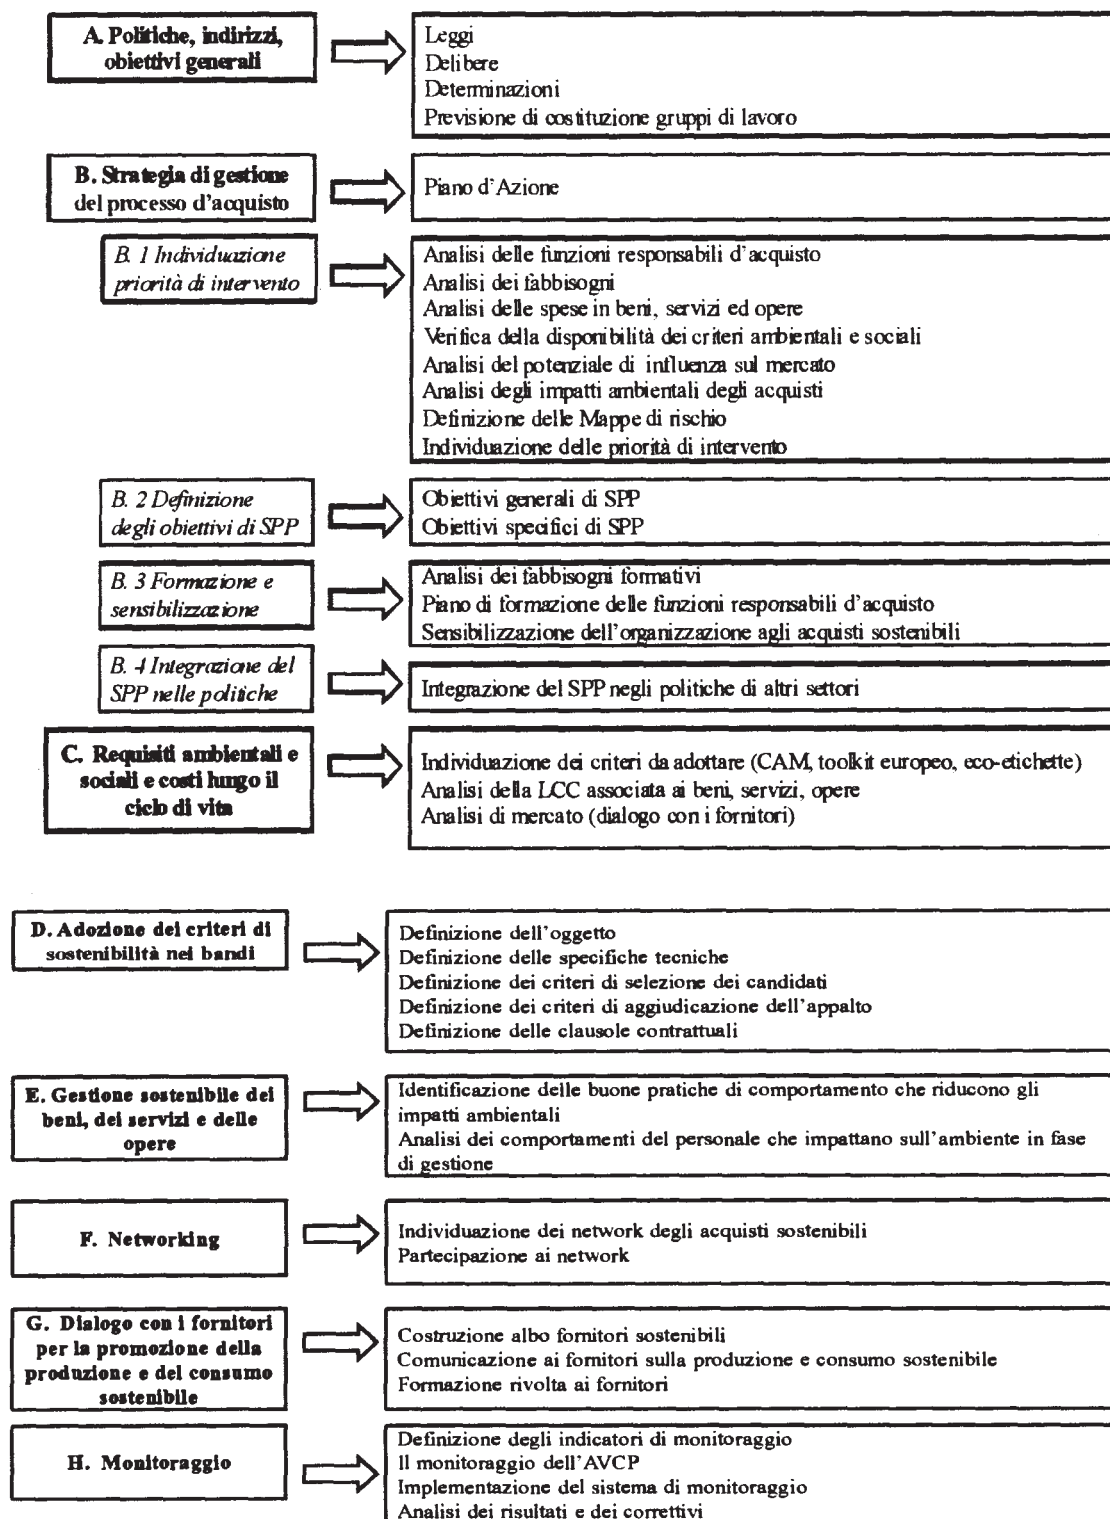 A. Politiche, indirizzi,
obiettivi generali
Leggi
Delibere
Determinazioni
Previsione di costituzione gruppi di lavoro
B. Strategia di gestione
del processo d'acquisto
Piano d'Azione
B. 1 Individuazione
priorità di intervento
Analisi delle funzioni responsabili d'acquisto
Analisi dei fabbisogni
Analisi delle spese in beni, servizi ed opere
Verifica della disponibilità dei criteri ambientali e sociali
Analisi del potenziale di influenza sul mercato
Analisi degli impatti ambientali degli acquisti
Definizione delle Mappe di rischio
Individuazione delle priorità di intervento
B. 2 Definizione
degli obiettivi di SPP
Obiettivi generali di SPP
Obiettivi specifici di SPP
B. 3 Formazione e
sensibilizzazione
Analisi dei fabbisogni formativi
Piano di formazione delle funzioni responsabili d'acquisto
Sensibilizzazione dell'organizzazione agli acquisti sostenibili
B. 4 Integrazione del
SPP nelle politiche
Integrazione del SPP negli politiche di altri settori
C. Requisiti ambientali e
sociali e costi lungo il
ciclo di vita
Individuazione dei criteri da adottare (CAM, toolkit europeo, eco-etichette)
Analisi della LCC associata ai beni, servizi, opere
Analisi di mercato (dialogo con i fornitori)
D. Adozione dei criteri di
sostenibilità nei bandi
Definizione dell'oggetto
Definizione delle specifiche tecniche
Definizione dei criteri di selezione dei candidati
Definizione dei criteri di aggiudicazione dell'appalto
Definizione delle clausole contrattuali
E. Gestione sostenibile dei
beni, dei servizi e delle
opere
Identificazione delle buone pratiche di comportamento che riducono gli
impatti ambientali
Analisi dei comportamenti del personale che impattano sull'ambiente in fase
di gestione
F. Networking
Individuazione dei network degli acquisti sostenibili
Partecipazione ai network
G. Dialogo con i fornitori
per la promozione della
produzione e del consumo
sostenibile
Costruzione albo fornitori sostenibili
Comunicazione ai fornitori sulla produzione e consumo sostenibile
Formazione rivolta ai fornitori
H. Monitoraggio
Definizione degli indicatori di monitoraggio
Il monitoraggio dell'AVCP
Implementazione del sistema di monitoraggio
Analisi dei risultati e dei correttivi